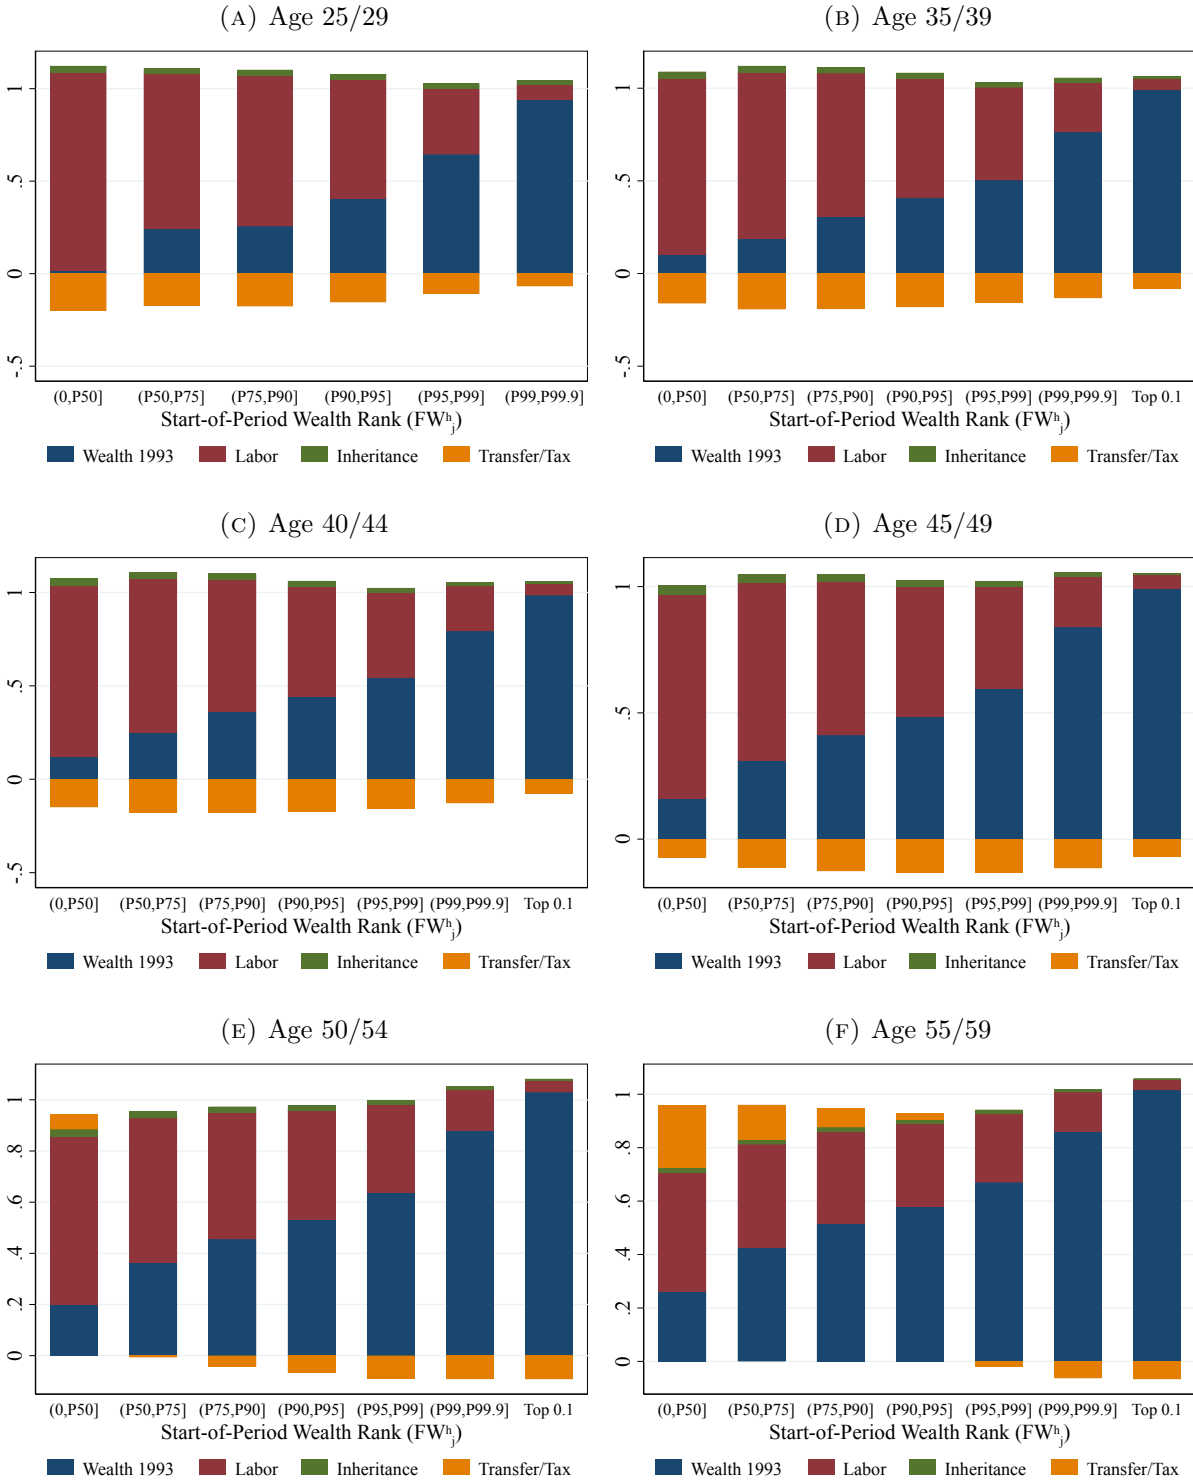 (A) Age 25/29
1
.5
0
-.5
(0,P50] (P50,P75] (P75,P90] (P90,P95] (P95,P99] (P99,P99.9]
Start-of-Period Wealth Rank (FWʰⱼ)
Wealth 1993 Labor Inheritance Transfer/Tax
(B) Age 35/39
1
.5
0
-.5
(0,P50] (P50,P75] (P75,P90] (P90,P95] (P95,P99] (P99,P99.9] Top 0.1
Start-of-Period Wealth Rank (FWʰⱼ)
Wealth 1993 Labor Inheritance Transfer/Tax
(C) Age 40/44
1
.5
0
-.5
(0,P50] (P50,P75] (P75,P90] (P90,P95] (P95,P99] (P99,P99.9] Top 0.1
Start-of-Period Wealth Rank (FWʰⱼ)
Wealth 1993 Labor Inheritance Transfer/Tax
(D) Age 45/49
1
.5
0
(0,P50] (P50,P75] (P75,P90] (P90,P95] (P95,P99] (P99,P99.9] Top 0.1
Start-of-Period Wealth Rank (FWʰⱼ)
Wealth 1993 Labor Inheritance Transfer/Tax
(E) Age 50/54
1
.8
.6
.4
.2
0
(0,P50] (P50,P75] (P75,P90] (P90,P95] (P95,P99] (P99,P99.9] Top 0.1
Start-of-Period Wealth Rank (FWʰⱼ)
Wealth 1993 Labor Inheritance Transfer/Tax
(F) Age 55/59
1
.8
.6
.4
.2
0
(0,P50] (P50,P75] (P75,P90] (P90,P95] (P95,P99] (P99,P99.9] Top 0.1
Start-of-Period Wealth Rank (FWʰⱼ)
Wealth 1993 Labor Inheritance Transfer/Tax